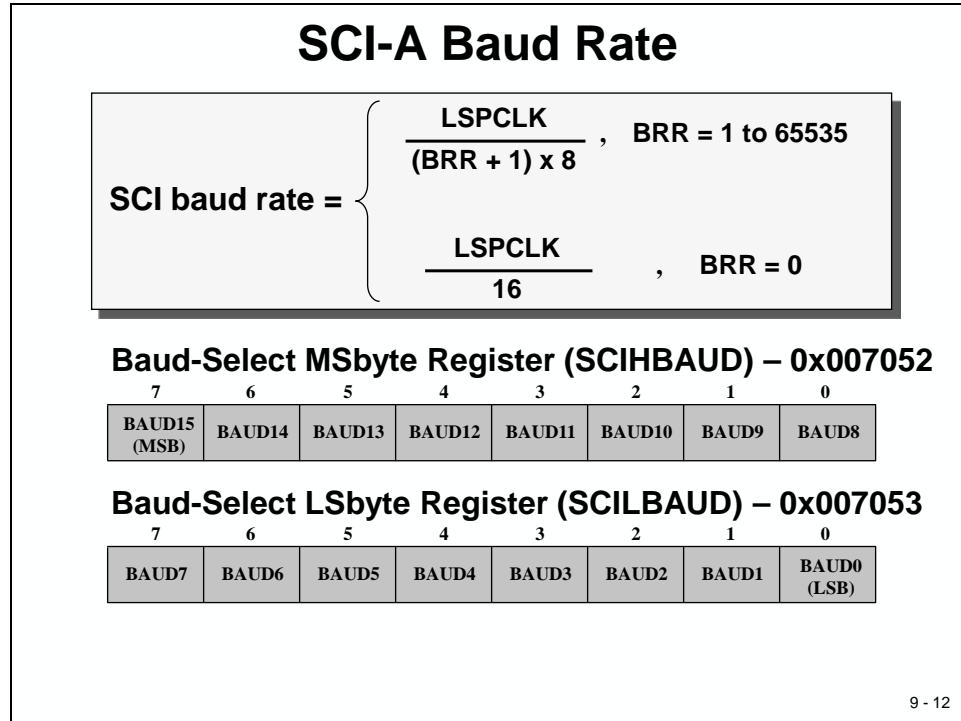 SCI-A Baud Rate
SCI baud rate =
LSPCLK
(BRR + 1) x 8
, BRR = 1 to 65535
LSPCLK
16
, BRR = 0
Baud-Select MSbyte Register (SCIHBAUD) – 0x007052
7 6 5 4 3 2 1 0
BAUD15 (MSB) BAUD14 BAUD13 BAUD12 BAUD11 BAUD10 BAUD9 BAUD8
Baud-Select LSbyte Register (SCILBAUD) – 0x007053
7 6 5 4 3 2 1 0
BAUD7 BAUD6 BAUD5 BAUD4 BAUD3 BAUD2 BAUD1 BAUD0 (LSB)
9 - 12